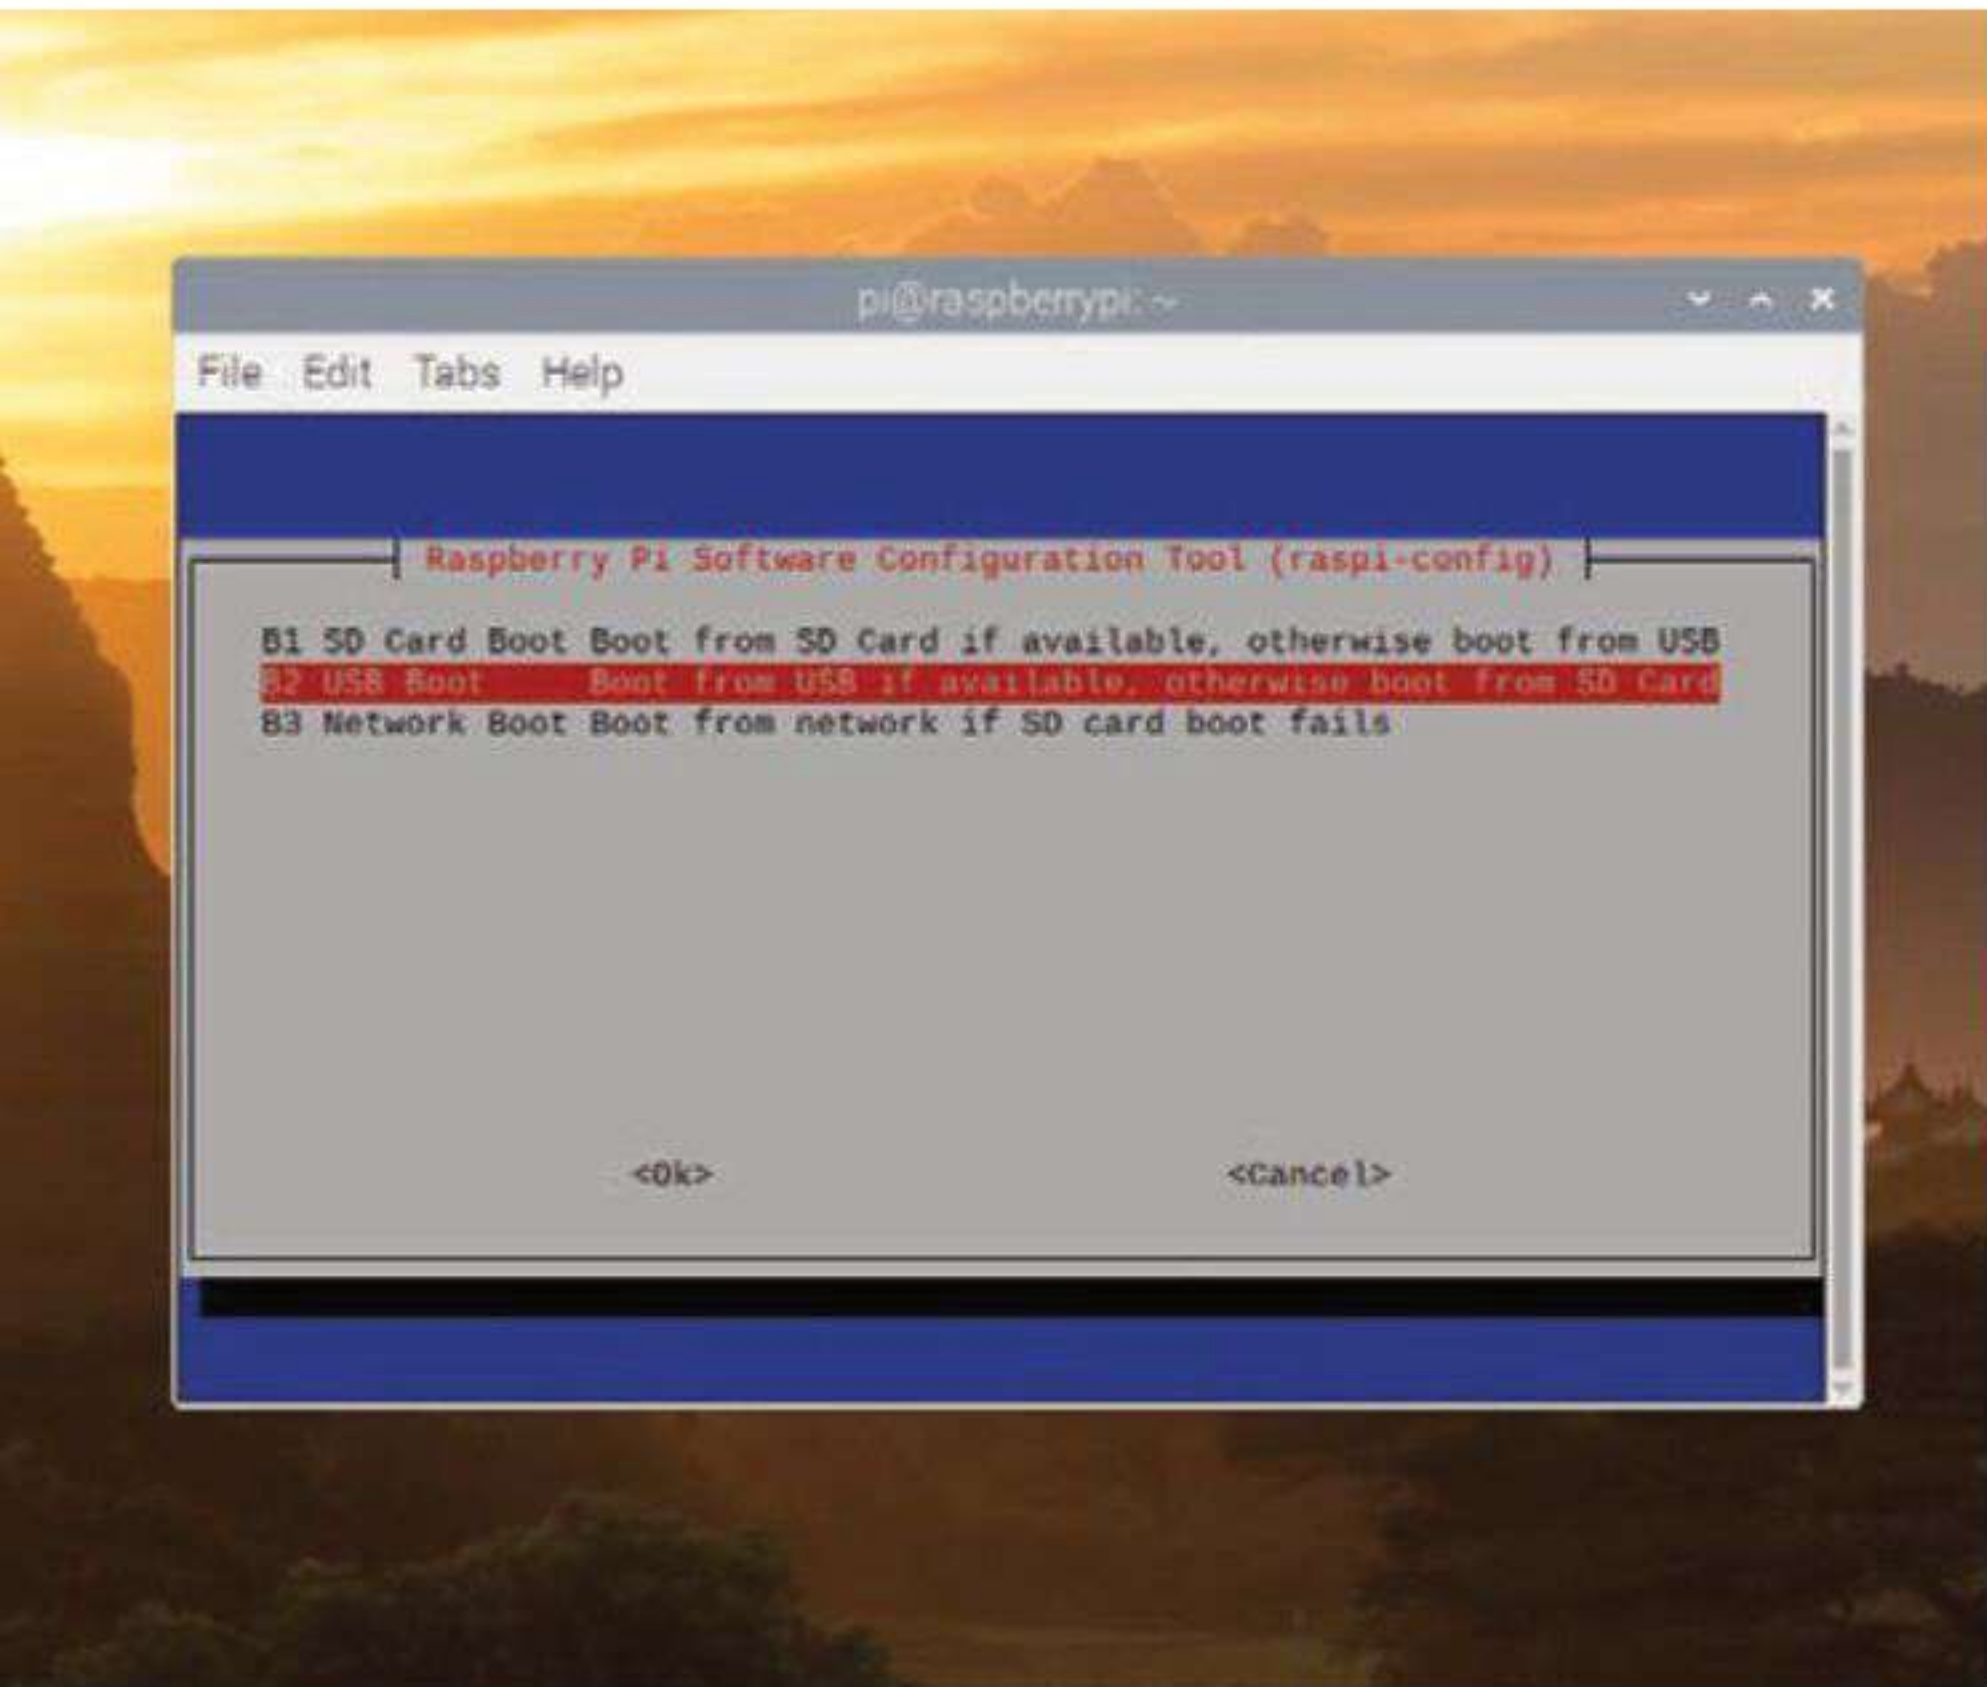 pi@raspberrypi: ~
File Edit Tabs Help
Raspberry Pi Software Configuration Tool (raspi-config)
B1 SD Card Boot Boot from SD Card if available, otherwise boot from USB
B2 USB Boot Boot from USB if available, otherwise boot from SD Card
B3 Network Boot Boot from network if SD card boot fails
<Ok> <Cancel>